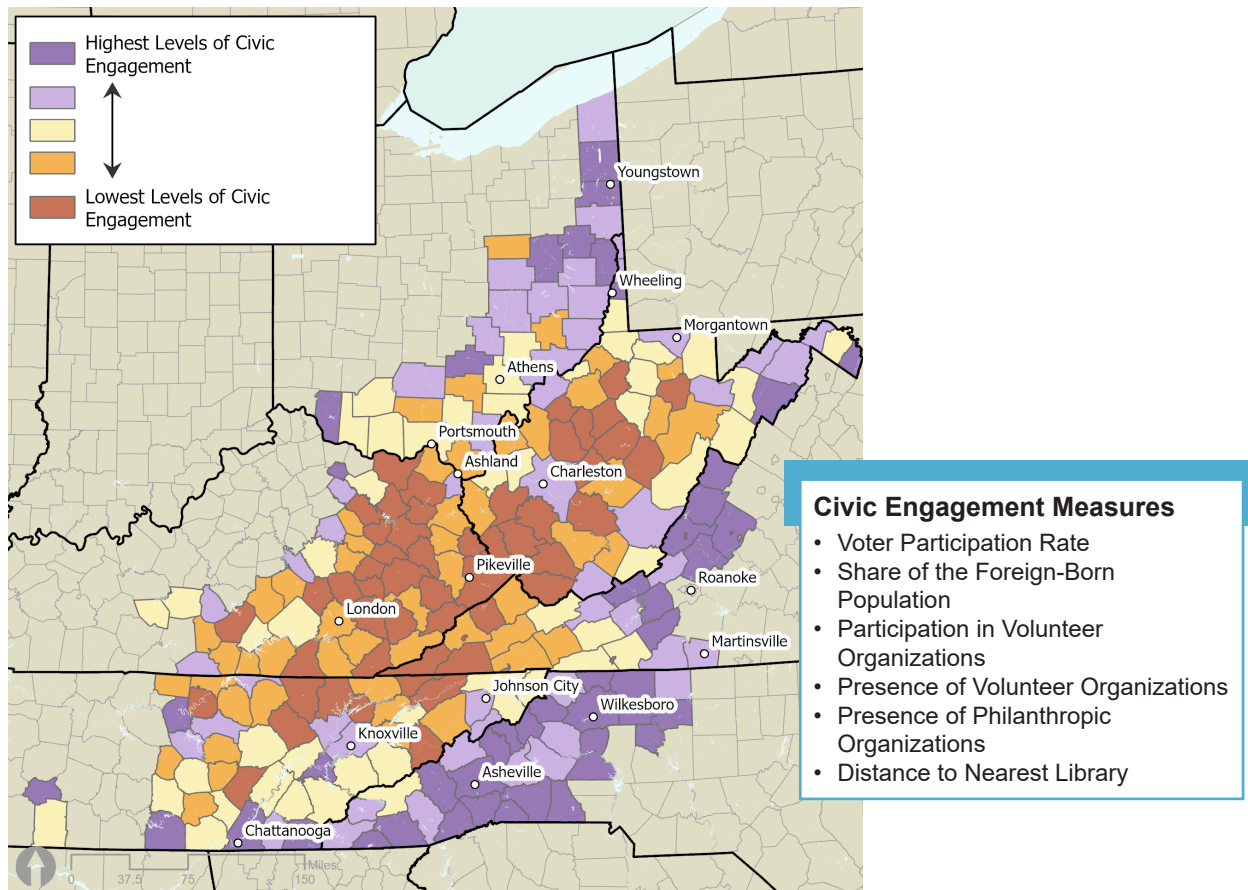 Highest Levels of Civic
Engagement
Lowest Levels of Civic
Engagement
Youngstown
Wheeling
Morgantown
Athens
Portsmouth
Ashland
Charleston
Pikeville
Roanoke
London
Martinsville
Johnson City
Wilkesboro
Knoxville
Asheville
Chattanooga
Miles
0 37.5 75 150
Civic Engagement Measures
• Voter Participation Rate
• Share of the Foreign-Born
Population
• Participation in Volunteer
Organizations
• Presence of Volunteer Organizations
• Presence of Philanthropic
Organizations
• Distance to Nearest Library